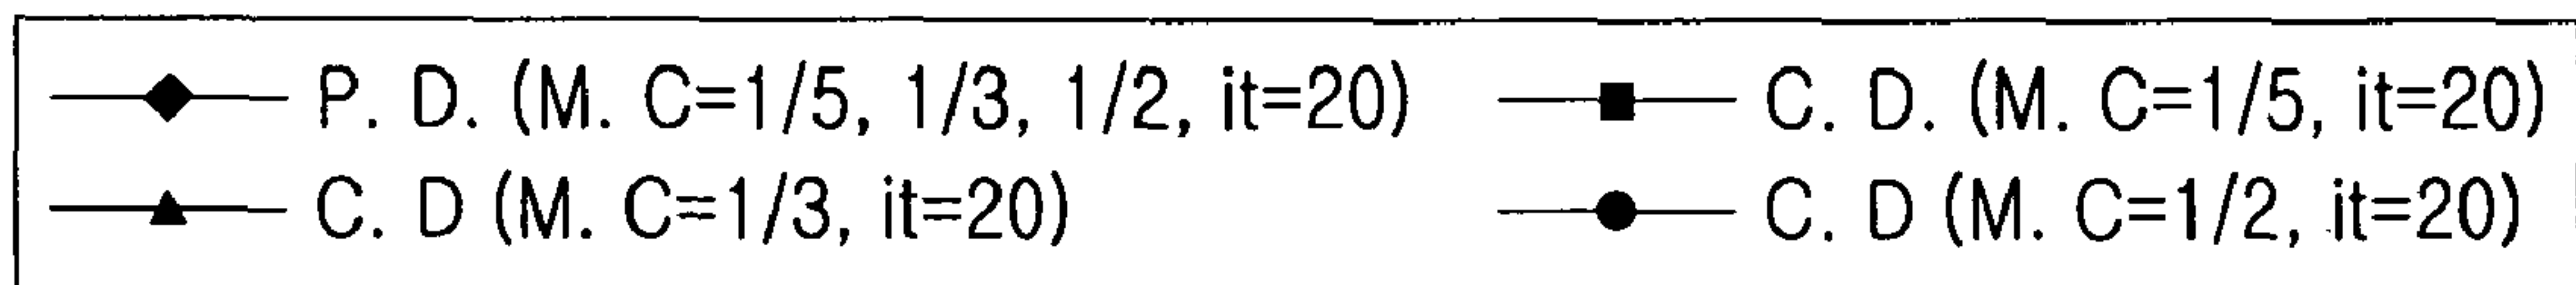 P. D. (M. C=1/5, 1/3, 1/2, it=20) C. D. (M. C=1/5, it=20)
C. D (M. C=1/3, it=20) C. D (M. C=1/2, it=20)